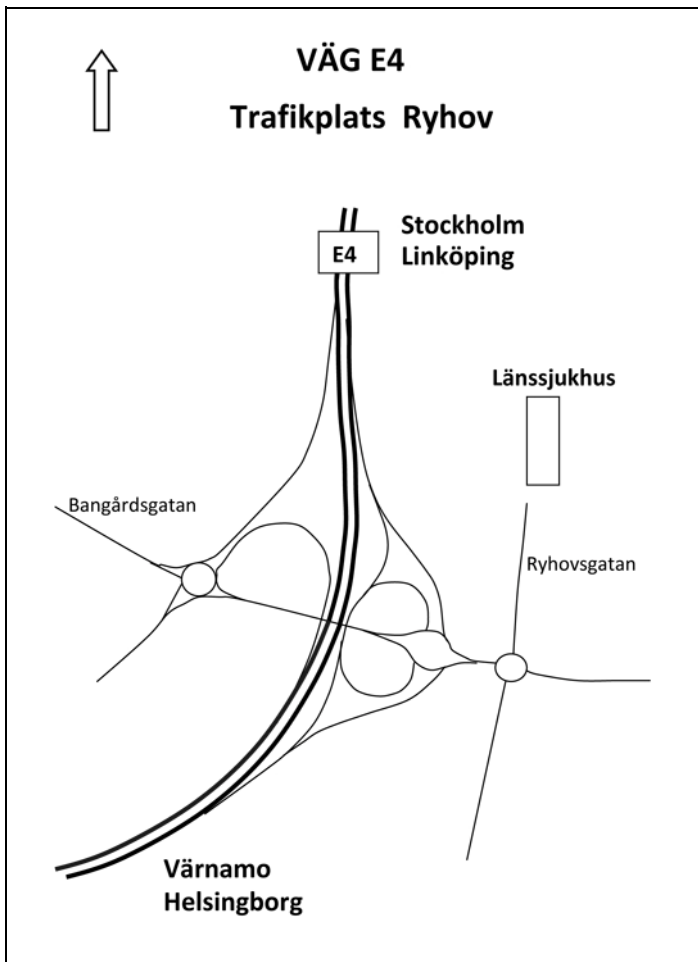 VÄG E4
Trafikplats Ryhov
Stockholm
Linköping
E4
Länssjukhus
Bangårdsgatan
Ryhovsgatan
Värnamo
Helsingborg